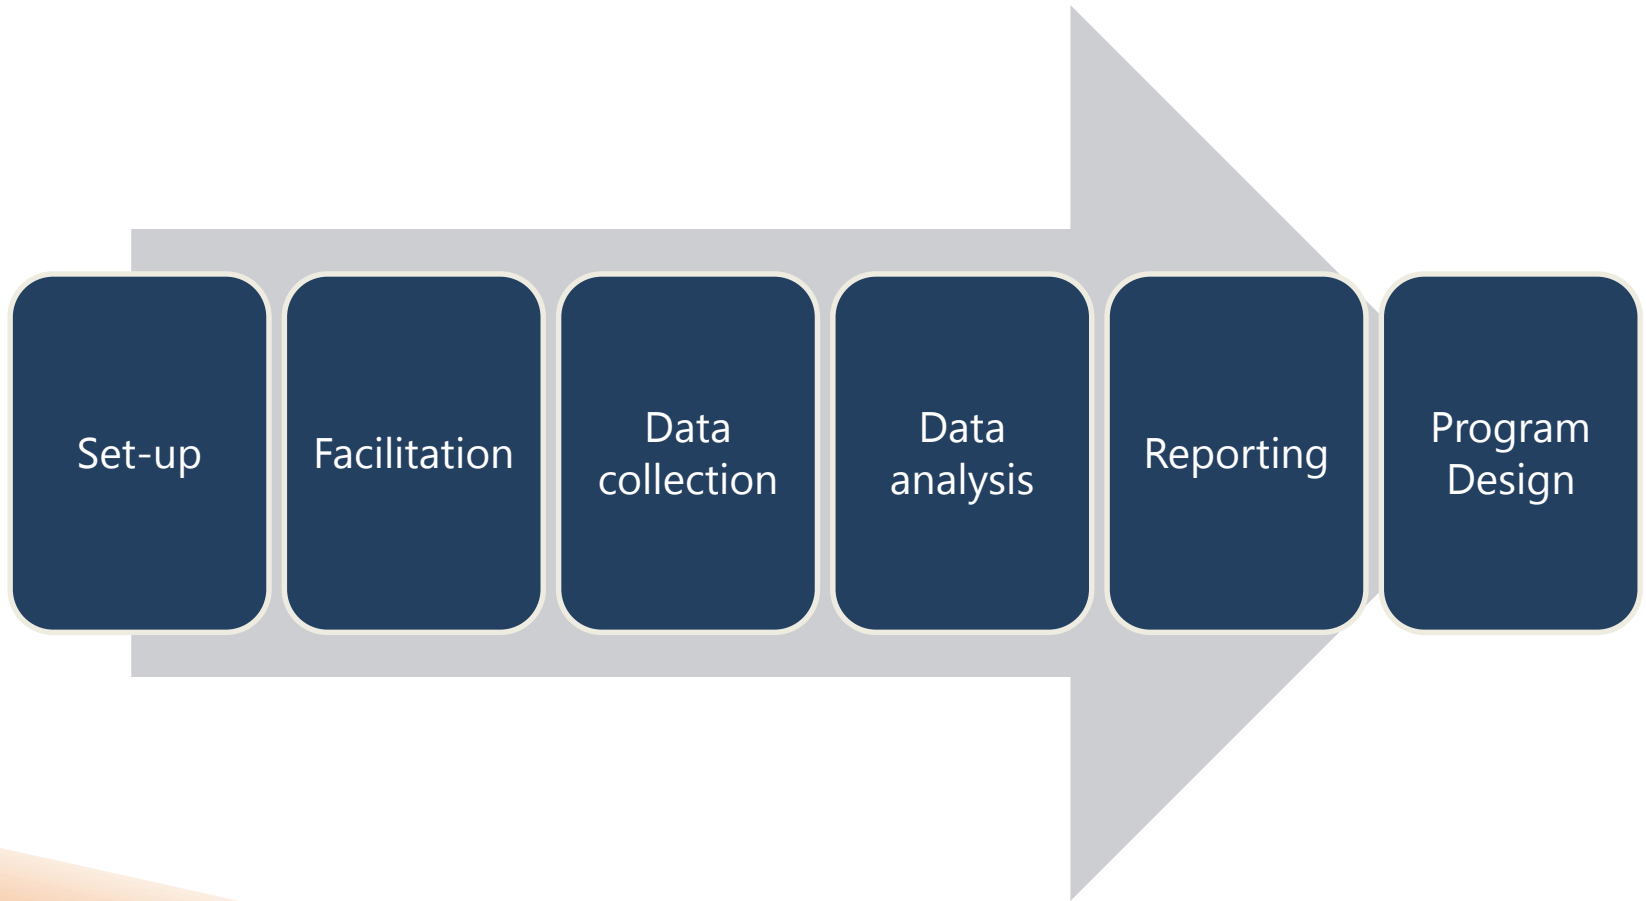 Set-up
Facilitation
Data
collection
Data
analysis
Reporting
Program
Design